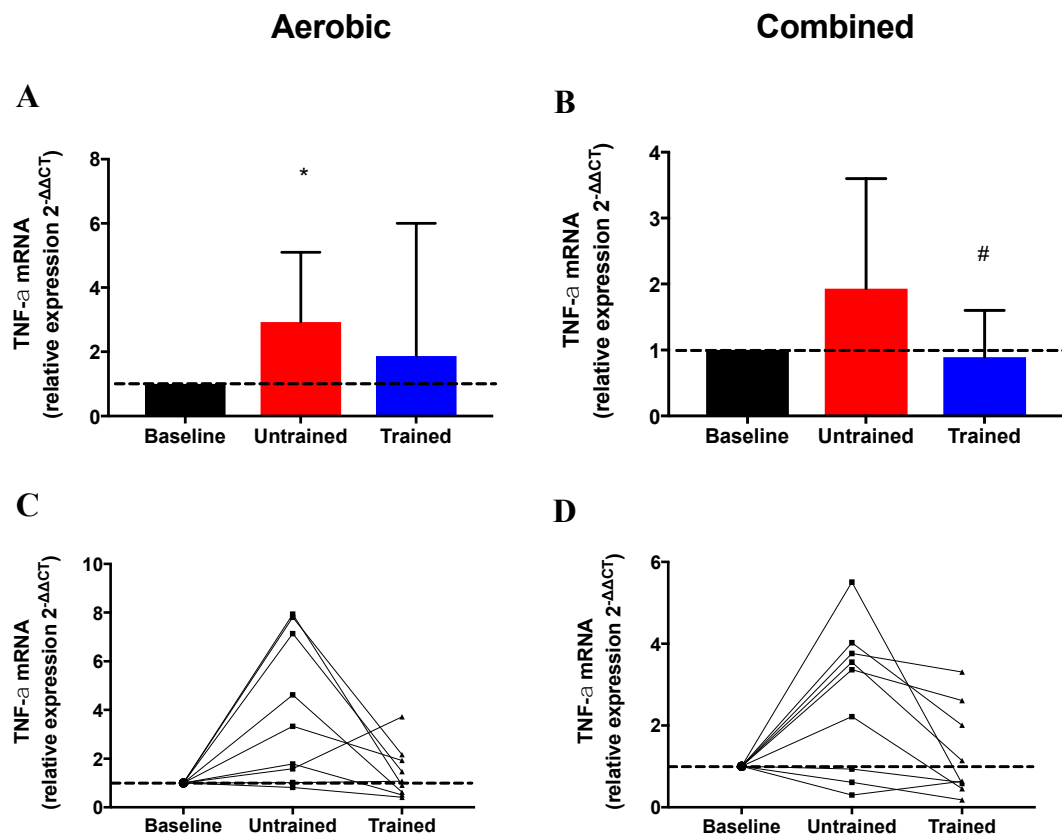 Aerobic
Combined
A
TNF-a mRNA
(relative expression 2-ΔΔCT)
8
6
4
2
0
*
Baseline
Untrained
Trained
B
TNF-a mRNA
(relative expression 2-ΔΔCT)
4
3
2
1
0
#
Baseline
Untrained
Trained
C
TNF-a mRNA
(relative expression 2-ΔΔCT)
10
8
6
4
2
0
Baseline
Untrained
Trained
D
TNF-a mRNA
(relative expression 2-ΔΔCT)
6
4
2
0
Baseline
Untrained
Trained